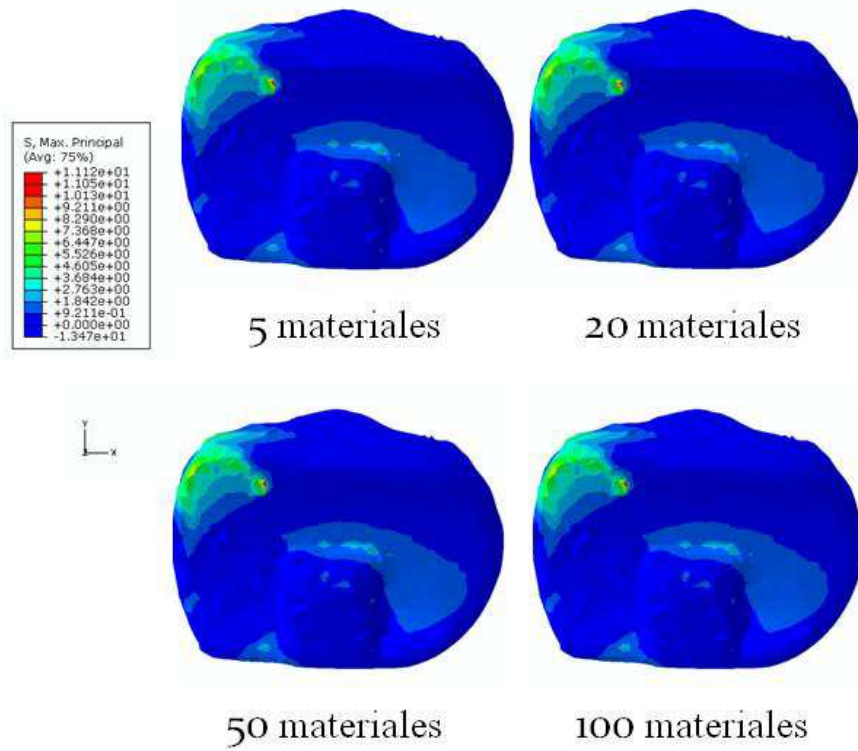 S, Max. Principal
(Avg: 75%)
+1.112e+01
+1.105e+01
+1.013e+01
+9.211e+00
+8.290e+00
+7.368e+00
+6.447e+00
+5.526e+00
+4.605e+00
+3.684e+00
+2.763e+00
+1.842e+00
+9.211e-01
+0.000e+00
-1.347e+01
5 materiales
20 materiales
Y
Z X
50 materiales
100 materiales